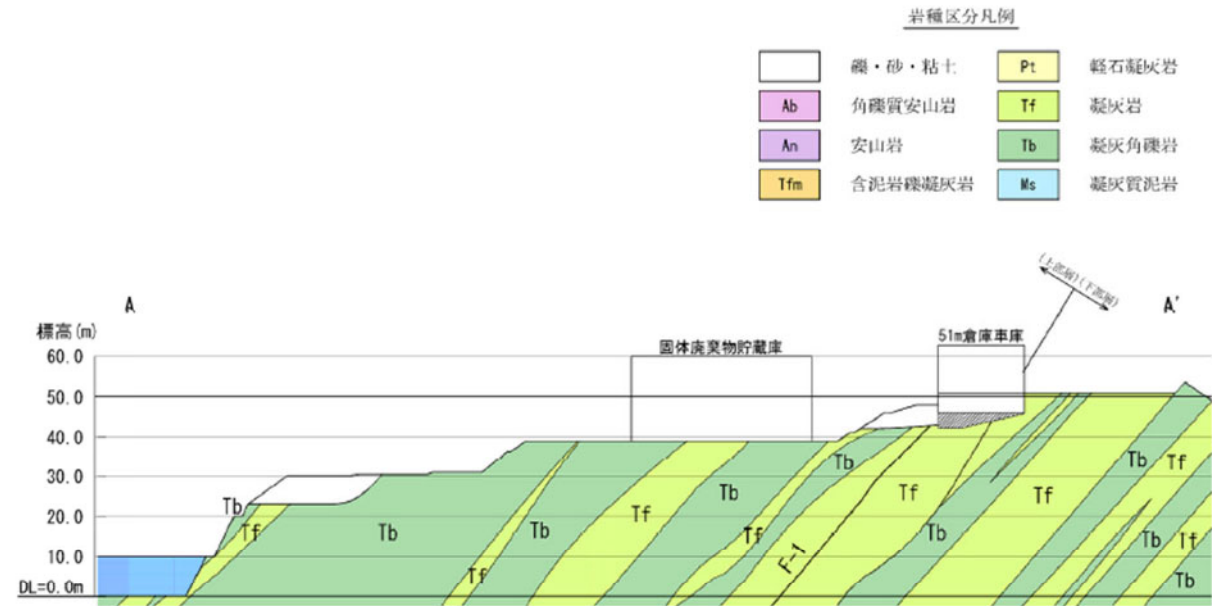 岩種区分凡例
礫・砂・粘土
Pt 軽石凝灰岩
Ab 角礫質安山岩
Tf 凝灰岩
An 安山岩
Tb 凝灰角礫岩
Tfm 含泥岩礫凝灰岩
Ms 凝灰質泥岩
(上部層)(下部層)
A
A'
標高(m)
51m倉庫車庫
固体廃棄物貯蔵庫
60.0
50.0
40.0
30.0
20.0
10.0
DL=0.0m
Tb
Tf
Tb
Tf
Tb
Tf
Tb
Tf
Tb
F-1
Tf
Tb
Tf
Tb
Tf
Tb
Tf
Tb